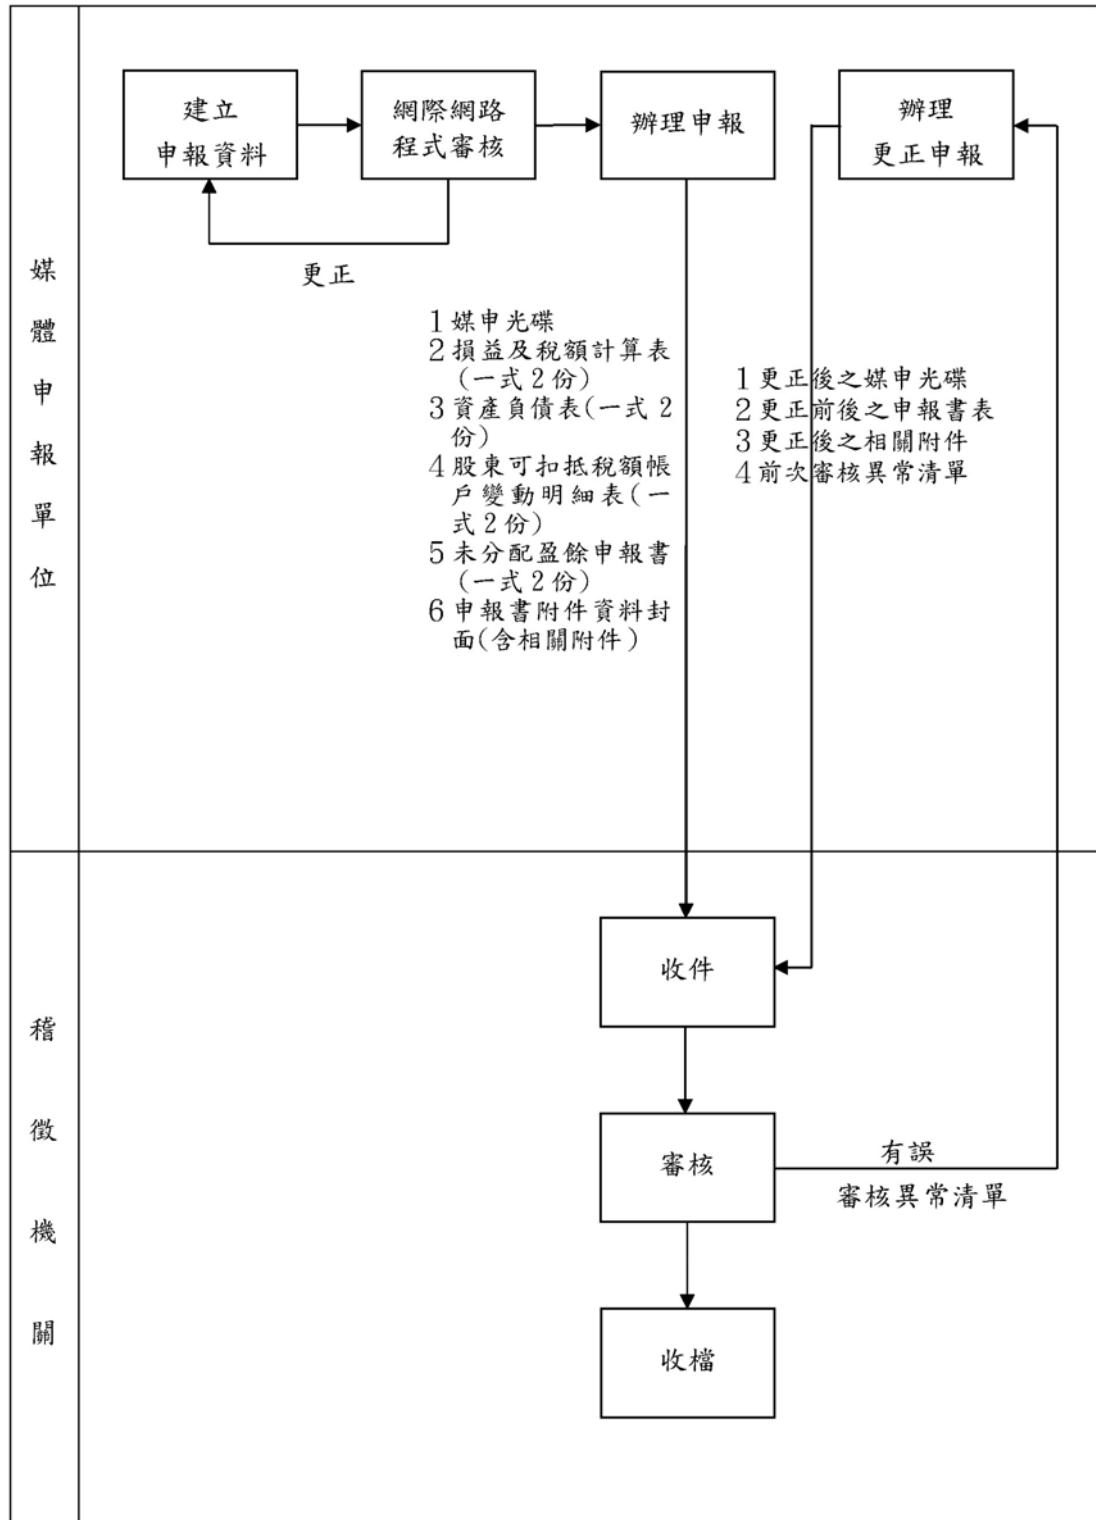 建立
申報資料
網際網路
程式審核
辦理申報
辦理
更正申報
更正
媒
體
申
報
單
位
1 媒申光碟
2 損益及稅額計算表
(一式 2 份)
3 資產負債表(一式 2
份)
4 股東可扣抵稅額帳
戶變動明細表(一
式 2 份)
5 未分配盈餘申報書
(一式 2 份)
6 申報書附件資料封
面(含相關附件)
1 更正後之媒申光碟
2 更正前後之申報書表
3 更正後之相關附件
4 前次審核異常清單
稽
徵
機
關
收件
審核
有誤
審核異常清單
收檔